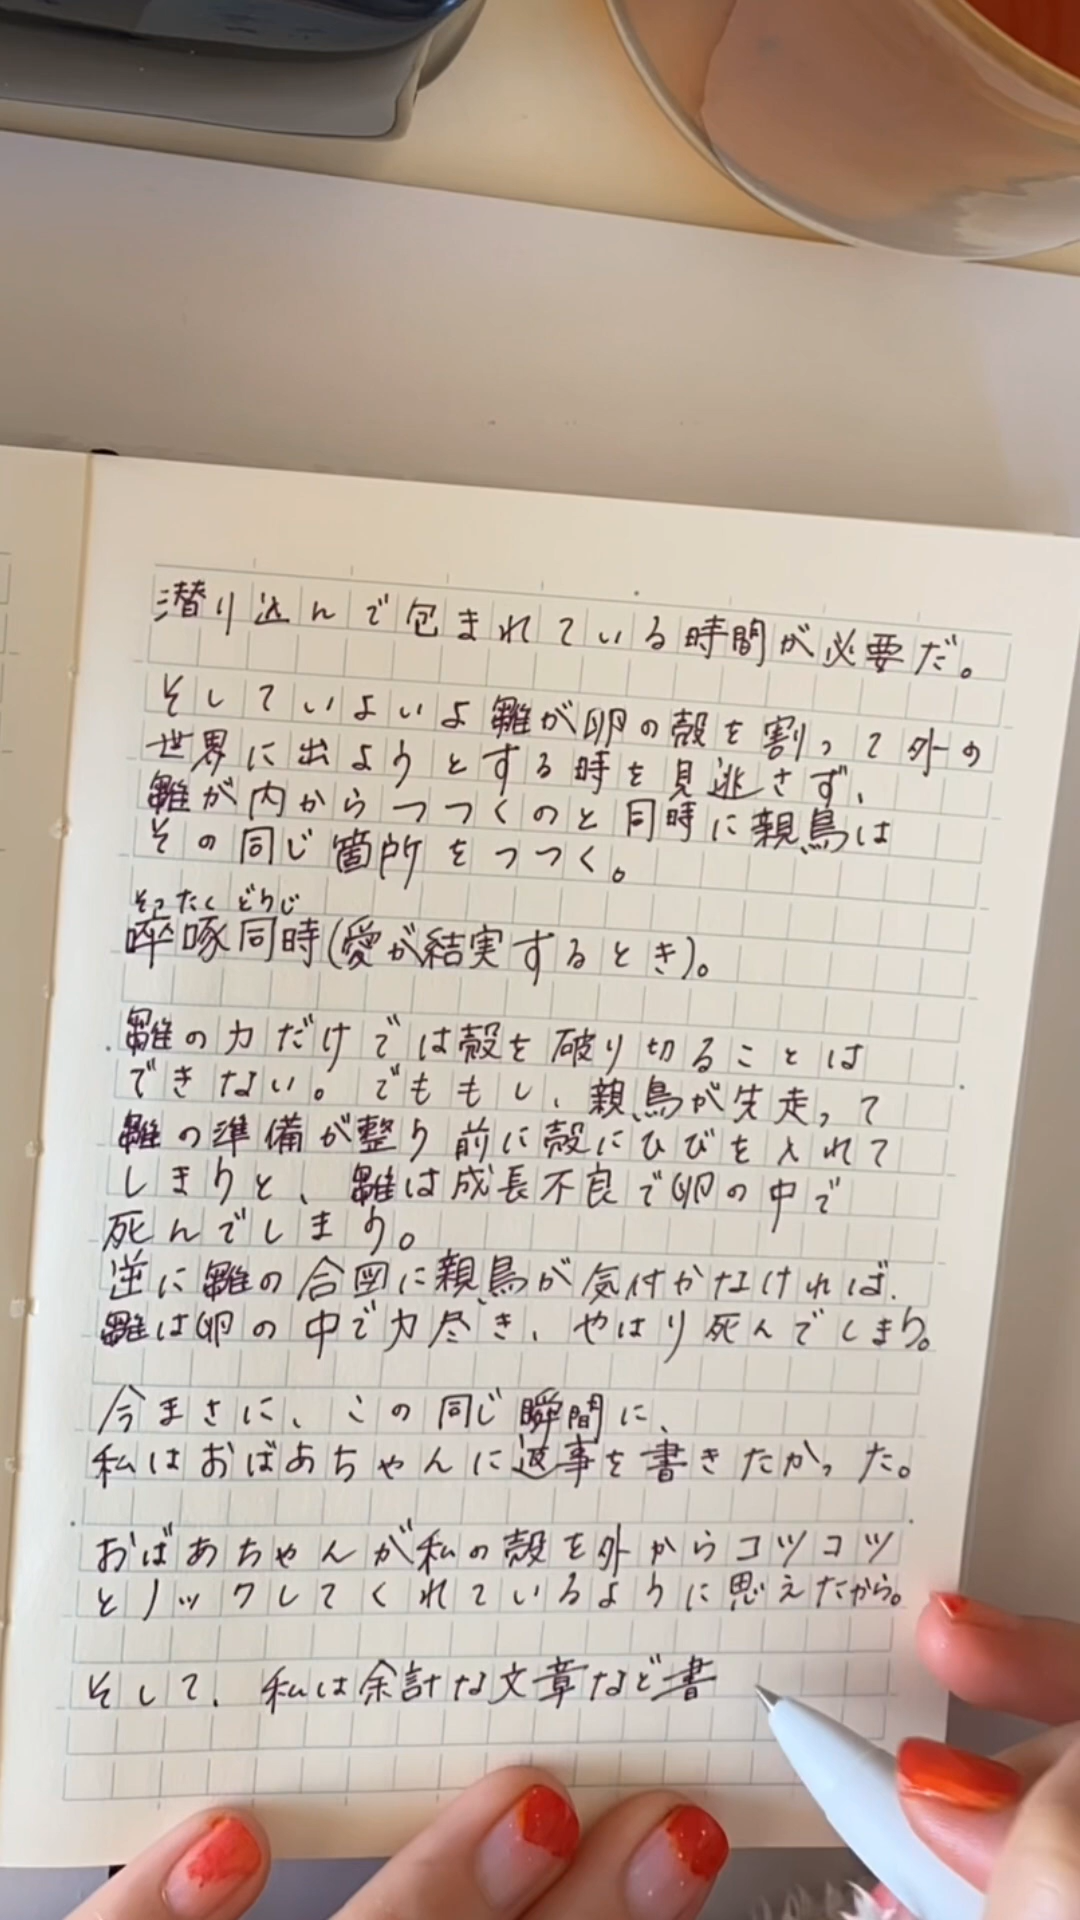 潜り込んで包まれている時間が必要だ。
そしていよいよ雛が卵の殻を割って外の
世界に出ようとする時を見逃さず、
雛が内からつつくのと同時に親鳥は
その同じ箇所をつつく。
そったくどうじ
啐啄同時(愛が結実するとき)。
雛の力だけでは殻を破り切ることは
できない。でももし、親鳥が先走って
雛の準備が整う前に殻にひびを入れて
しまうと、雛は成長不良で卵の中で
死んでしまう。
逆に雛の合図に親鳥が気付かなければ、
雛は卵の中で力尽き、やはり死んでしまう。
今まさに、この同じ瞬間に、
私はおばあちゃんに返事を書きたかった。
おばあちゃんが私の殻を外からコツコツ
とノックしてくれているように思えたから。
そして、私は余計な文章など書